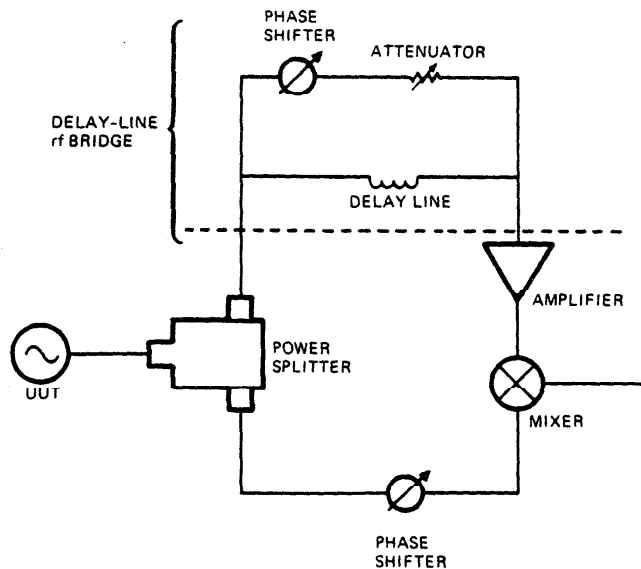 PHASE
SHIFTER
ATTENUATOR
DELAY-LINE
rf BRIDGE
DELAY LINE
AMPLIFIER
POWER
SPLITTER
UUT
MIXER
PHASE
SHIFTER